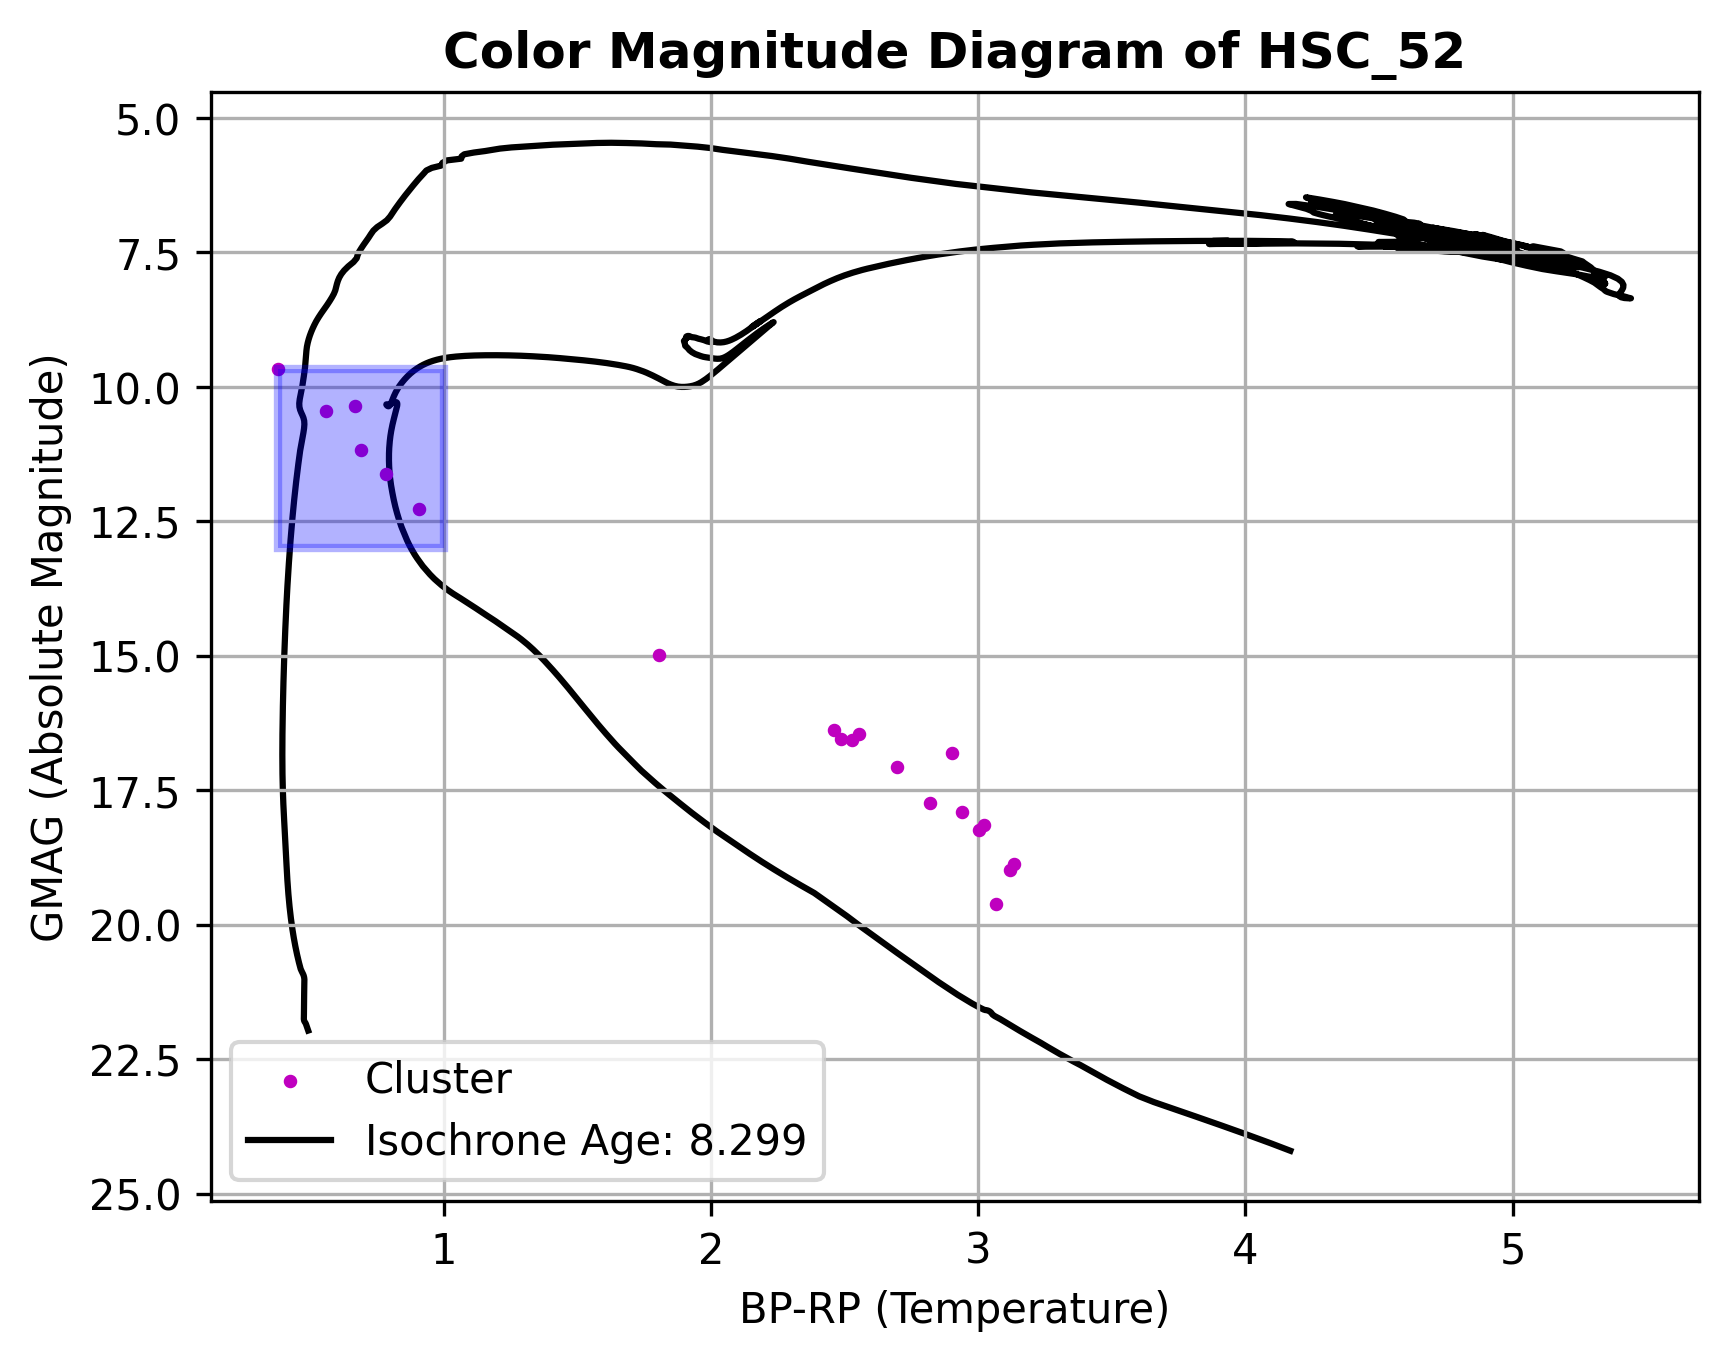 Color Magnitude Diagram of HSC_52
GMAG (Absolute Magnitude)
5.0
7.5
10.0
12.5
15.0
17.5
20.0
22.5
25.0
Cluster
Isochrone Age: 8.299
1 2 3 4 5
BP-RP (Temperature)